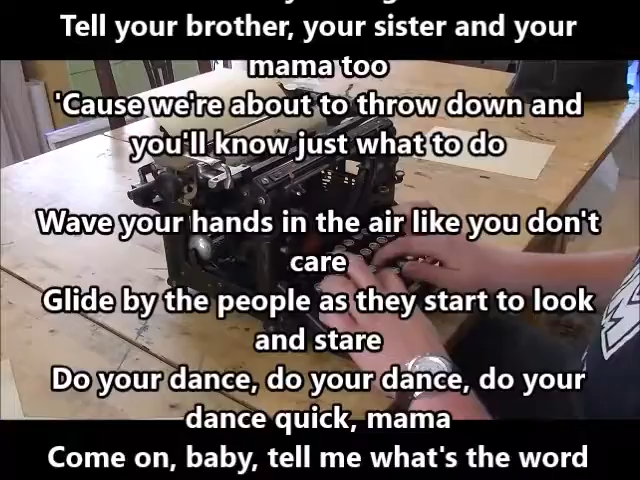 Tell your brother, your sister and your
mama too
'Cause we're about to throw down and
you'll know just what to do
Wave your hands in the air like you don't
care
Glide by the people as they start to look
and stare
Do your dance, do your dance, do your
dance quick, mama
Come on, baby, tell me what's the word